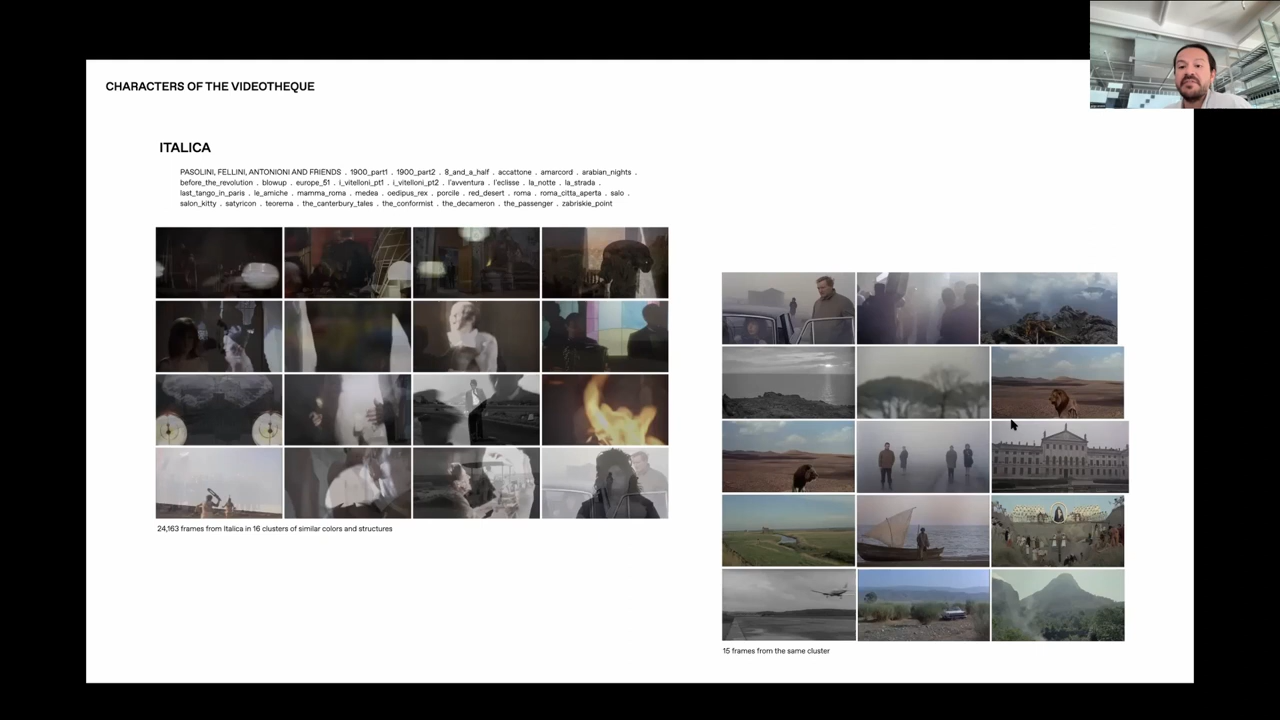 CHARACTERS OF THE VIDEOTHEQUE
ITALICA
PASOLINI, FELLINI, ANTONIONI AND FRIENDS . 1900_part1 . 1900_part2 . 8_and_a_half . accattone . amarcord . arabian_nights .
before_the_revolution . blowup . europe_51 . i_vitelloni_pt1 . i_vitelloni_pt2 . l'avventura . l'eclisse . la_notte . la_strada .
last_tango_in_paris . le_amiche . mamma_roma . medea . oedipus_rex . porcile . red_desert . roma . roma_citta_aperta . salo .
salon_kitty . satyricon . teorema . the_canterbury_tales . the_conformist . the_decameron . the_passenger . zabriskie_point
24,163 frames from Italica in 16 clusters of similar colors and structures
15 frames from the same cluster